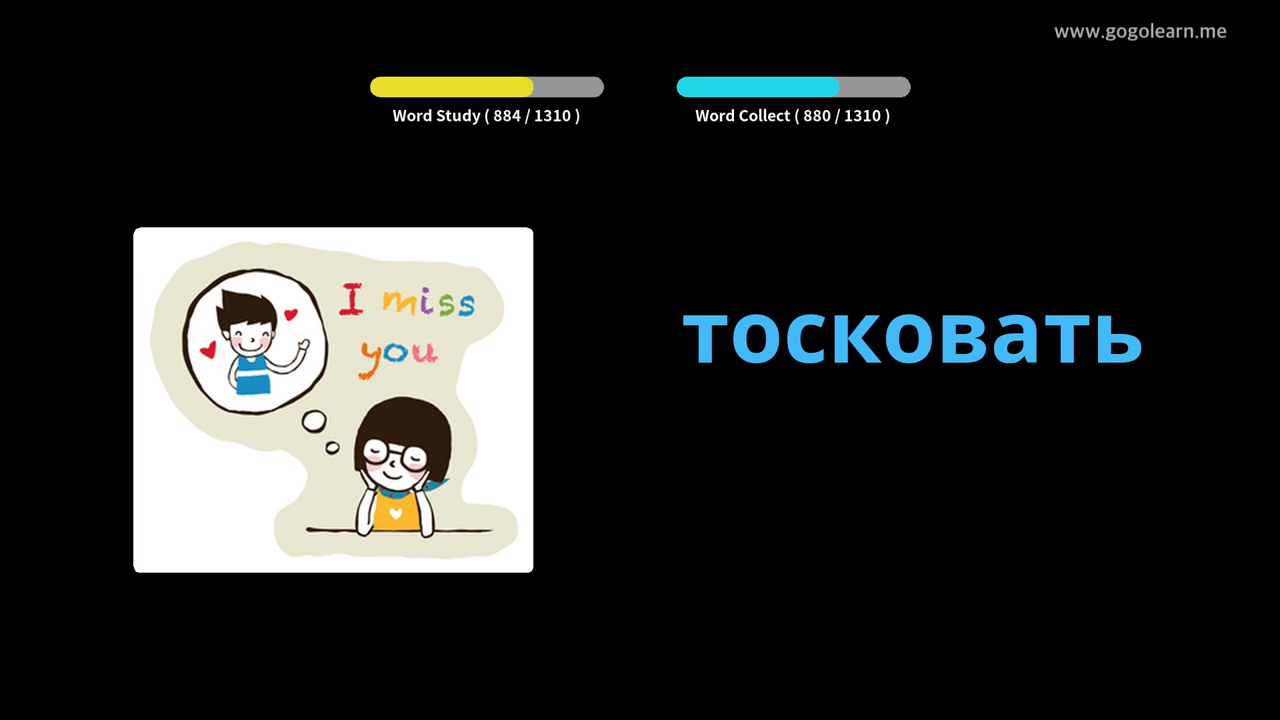 www.gogolearn.me
Word Study ( 884 / 1310 )
Word Collect ( 880 / 1310 )
I miss
you
тосковать